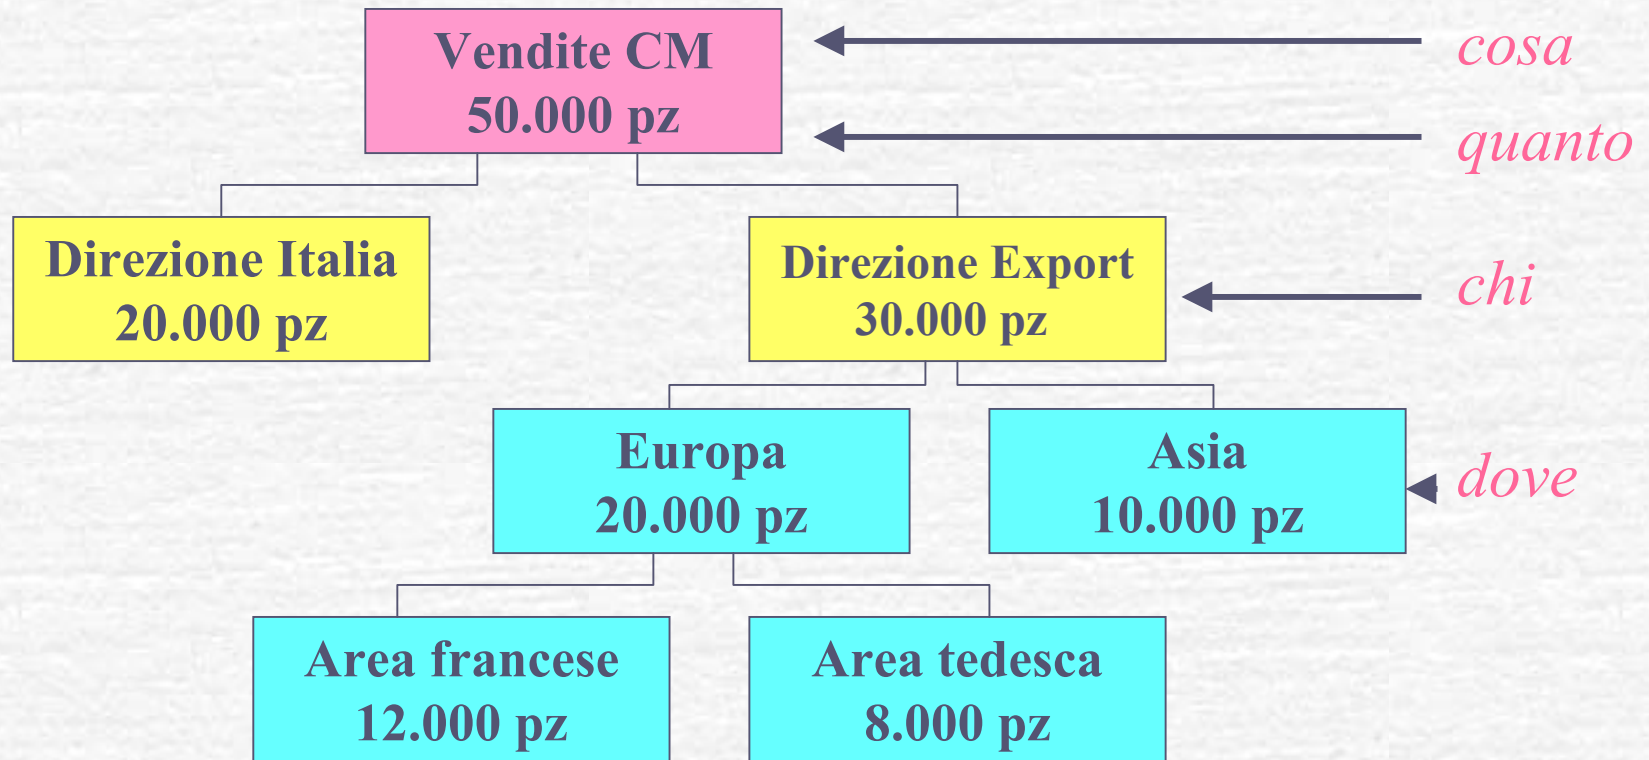 Vendite CM
50.000 pz
cosa
quanto
Direzione Italia
20.000 pz
Direzione Export
30.000 pz
chi
Europa
20.000 pz
Asia
10.000 pz
dove
Area francese
12.000 pz
Area tedesca
8.000 pz